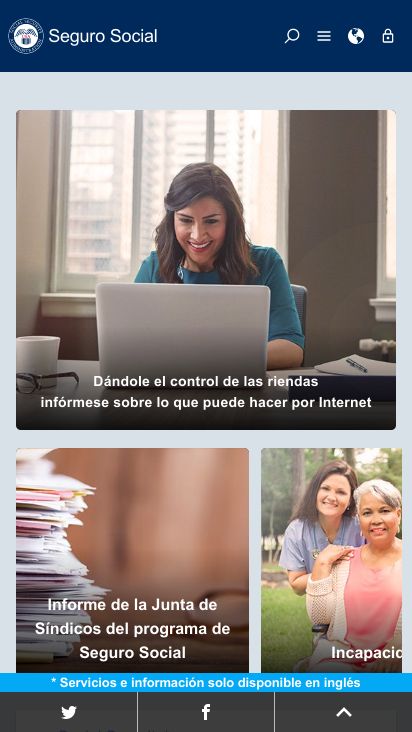 Seguro Social
Dándole el control de las riendas
infórmese sobre lo que puede hacer por Internet
Informe de la Junta de
Síndicos del programa de
Seguro Social
Incapacid
* Servicios e información solo disponible en inglés